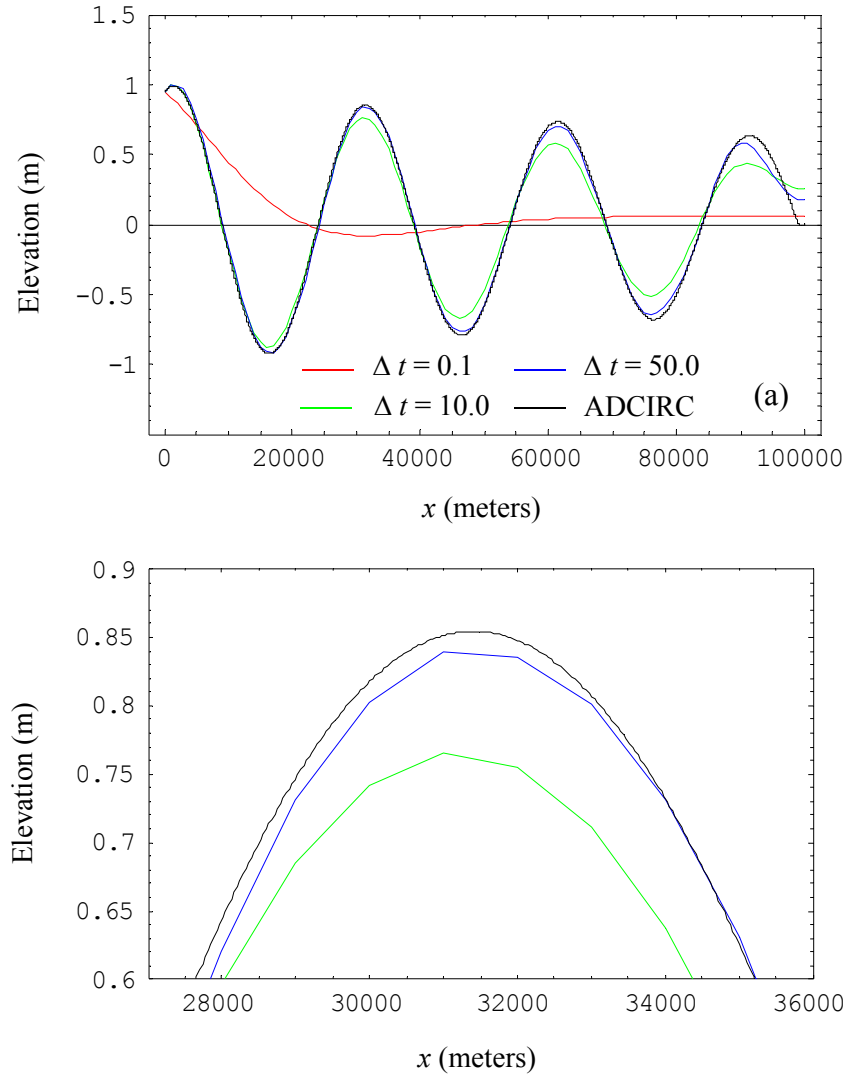 1.5
1
0.5
0
-0.5
-1
Elevation (m)
Δ t = 0.1
Δ t = 50.0
Δ t = 10.0
ADCIRC
(a)
0 20000 40000 60000 80000 100000
x (meters)
0.9
0.85
0.8
0.75
0.7
0.65
0.6
Elevation (m)
28000 30000 32000 34000 36000
x (meters)